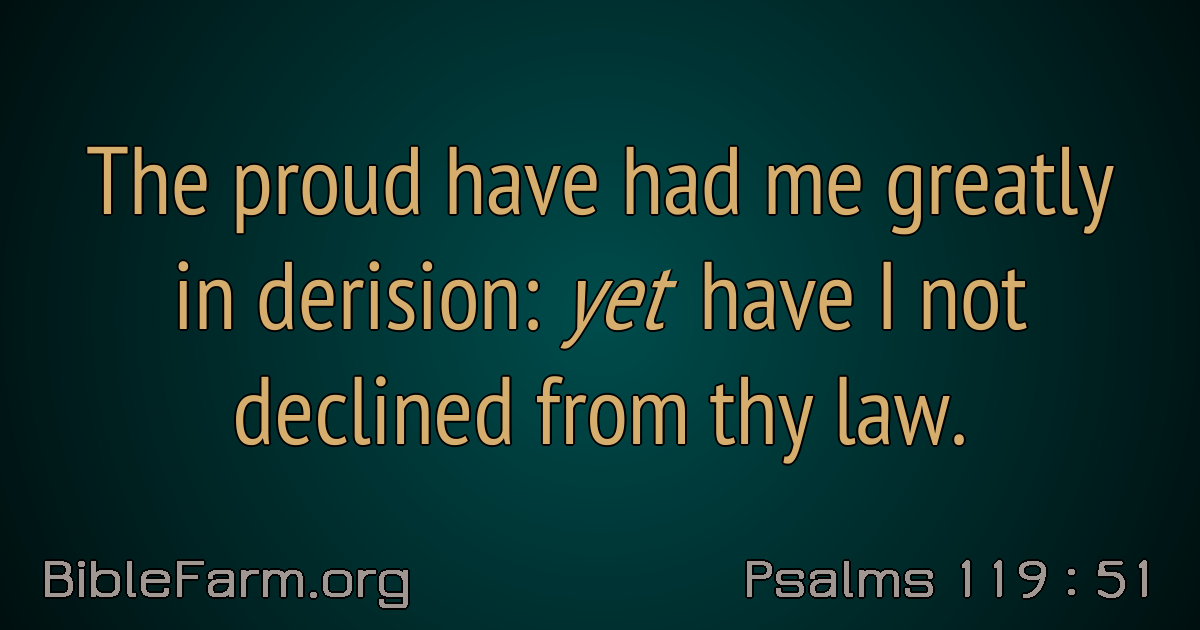 The proud have had me greatly
in derision: yet have I not
declined from thy law.
BibleFarm.org
Psalms 119:51